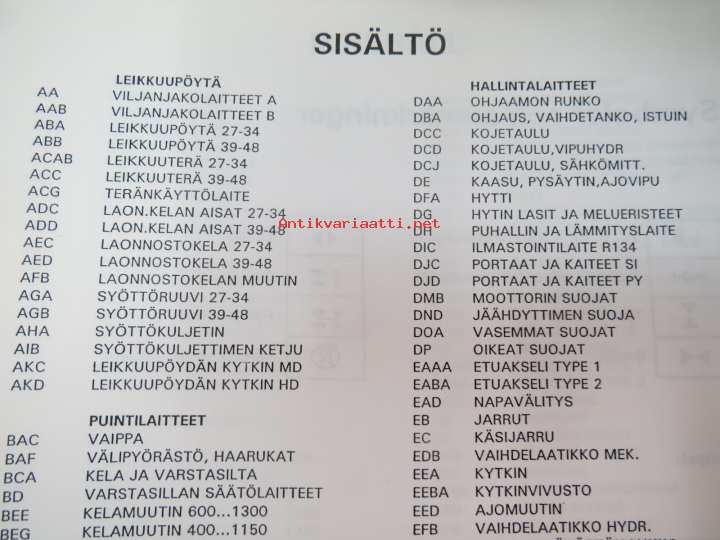 SISÄLTÖ
LEIKKUUPÖYTÄ
AA VILJANJAKOLAITTEET A
AAB VILJANJAKOLAITTEET B
ABA LEIKKUUPÖYTÄ 27-34
ABB LEIKKUUPÖYTÄ 39-48
ACAB LEIKKUUTERÄ 27-34
ACC LEIKKUUTERÄ 39-48
ACG TERÄNKÄYTTÖLAITE
ADC LAON.KELAN AISAT 27-34
ADD LAON.KELAN AISAT 39-48
AEC LAONNOSTOKELA 27-34
AED LAONNOSTOKELA 39-48
AFB LAONNOSTOKELAN MUUTIN
AGA SYÖTTÖRUUVI 27-34
AGB SYÖTTÖRUUVI 39-48
AHA SYÖTTÖKULJETIN
AIB SYÖTTÖKULJETTIMEN KETJU
AKC LEIKKUUPÖYDÄN KYTKIN MD
AKD LEIKKUUPÖYDÄN KYTKIN HD
PUINTILAITTEET
BAC VAIPPA
BAF VÄLIPYÖRÄSTÖ, HAARUKAT
BCA KELA JA VARSTASILTA
BD VARSTASILLAN SÄÄTÖLAITTEET
BEE KELAMUUTIN 600...1300
BEG KELAMUUTIN 400...1150
HALLINTALAITTEET
DAA OHJAAMON RUNKO
DBA OHJAUS, VAIHDETANKO, ISTUIN
DCC KOJETAULU
DCD KOJETAULU,VIPUHYDR
DCJ KOJETAULU, SÄHKÖMITT.
DE KAASU, PYSÄYTIN,AJOVIPU
DFA HYTTI
DG HYTIN LASIT JA MELUERISTEET
DH PUHALLIN JA LÄMMITYSLAITE
DIC ILMASTOINTILAITE R134
DJC PORTAAT JA KAITEET SI
DJD PORTAAT JA KAITEET PY
DMB MOOTTORIN SUOJAT
DND JÄÄHDYTTIMEN SUOJA
DOA VASEMMAT SUOJAT
DP OIKEAT SUOJAT
EAAA ETUAKSELI TYPE 1
EABA ETUAKSELI TYPE 2
EAD NAPAVÄLITYS
EB JARRUT
EC KÄSIJARRU
EDB VAIHDELAATIKKO MEK.
EEA KYTKIN
EEBA KYTKINVIVUSTO
EED AJOMUUTIN
EFB VAIHDELAATIKKO HYDR.
Antikvariaatti.net